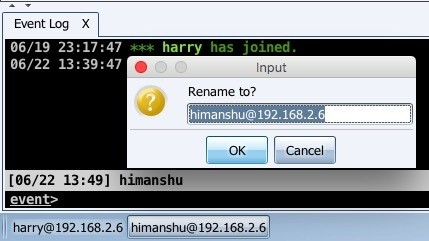 Event Log X
06/19 23:17:47 *** harry has joined.
06/22 13:39:47
Input
Rename to?
himanshu@192.168.2.6
OK Cancel
[06/22 13:49] himanshu
event>
harry@192.168.2.6 himanshu@192.168.2.6